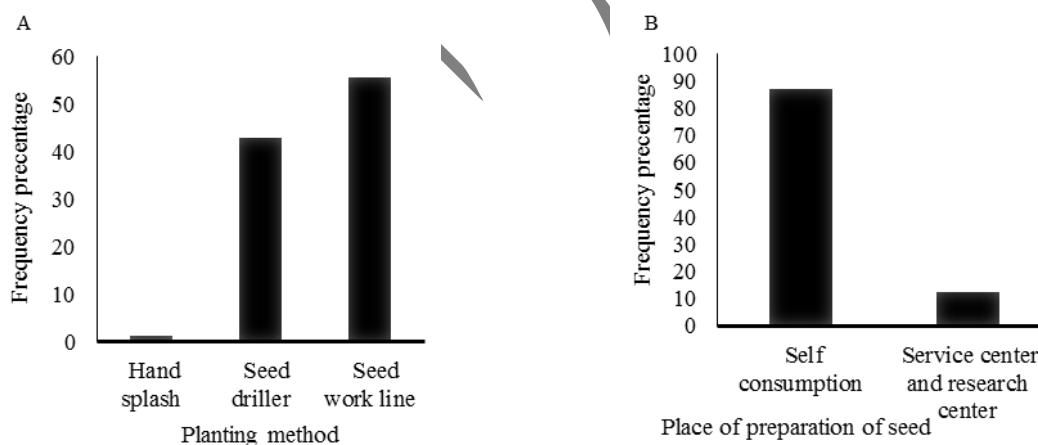 A
Frequency precentage
60
50
40
30
20
10
0
Hand
splash
Seed
driller
Seed
work line
Planting method
B
Frequency precentage
100
90
80
70
60
50
40
30
20
10
0
Self
consumption
Service center
and research
center
Place of preparation of seed